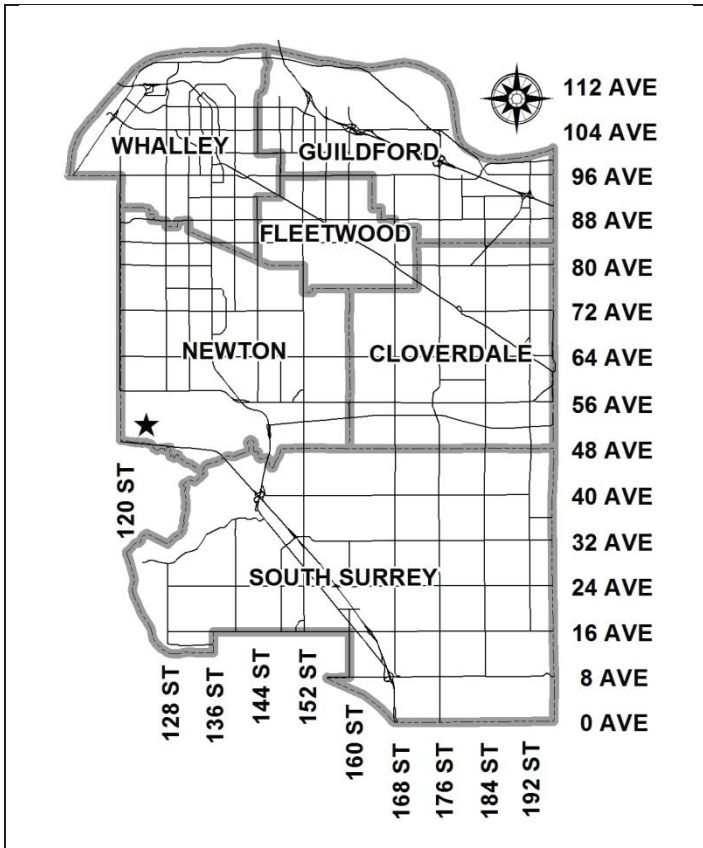 112 AVE
104 AVE
WHALLEY
GUILDFORD
96 AVE
88 AVE
FLEETWOOD
80 AVE
72 AVE
NEWTON
CLOVERDALE
64 AVE
56 AVE
48 AVE
120 ST
40 AVE
32 AVE
SOUTH SURREY
24 AVE
16 AVE
128 ST
136 ST
144 ST
152 ST
8 AVE
160 ST
0 AVE
168 ST
176 ST
184 ST
192 ST